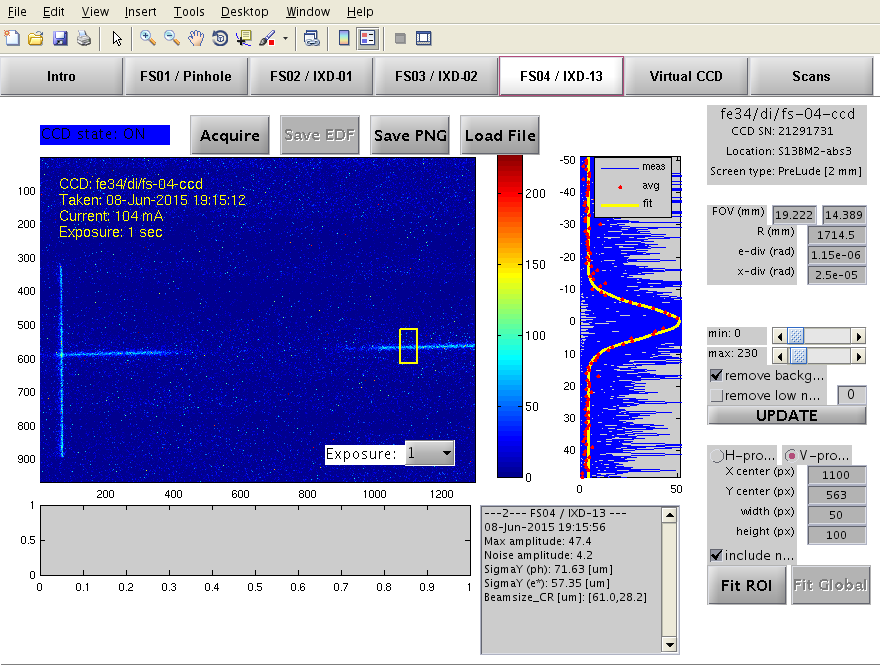 File Edit View Insert Tools Desktop Window Help
Intro FS01 / Pinhole FS02 / IXD-01 FS03 / IXD-02 FS04 / IXD-13 Virtual CCD Scans
CCD state: ON Acquire Save EDF Save PNG Load File
CCD: fe34/di/fs-04-ccd
Taken: 08-Jun-2015 19:15:12
Current: 104 mA
Exposure: 1 sec
100
200
300
400
500
600
700
800
900
200 400 600 800 1000 1200
Exposure: 1
200
150
100
50
0
meas
avg
fit
-50
-40
-30
-20
-10
0
10
20
30
40
0 50
fe34/di/fs-04-ccd
CCD SN: 21291731
Location: S13BM2-abs3
Screen type: PreLude [2 mm]
FOV (mm) 19.222 14.389
R (mm) 1714.5
e-div (rad) 1.15e-06
x-div (rad) 2.5e-05
min: 0
max: 230
remove backg...
remove low n... 0
UPDATE
H-pro... V-pro...
X center (px) 1100
Y center (px) 563
width (px) 50
height (px) 100
include n...
Fit ROI Fit Global
1
0.5
0
0 0.1 0.2 0.3 0.4 0.5 0.6 0.7 0.8 0.9 1
---2--- FS04 / IXD-13 ---
08-Jun-2015 19:15:56
Max amplitude: 47.4
Noise amplitude: 4.2
SigmaY (ph): 71.63 [um]
SigmaY (e*): 57.35 [um]
Beamsize_CR [um]: [61.0,28.2]